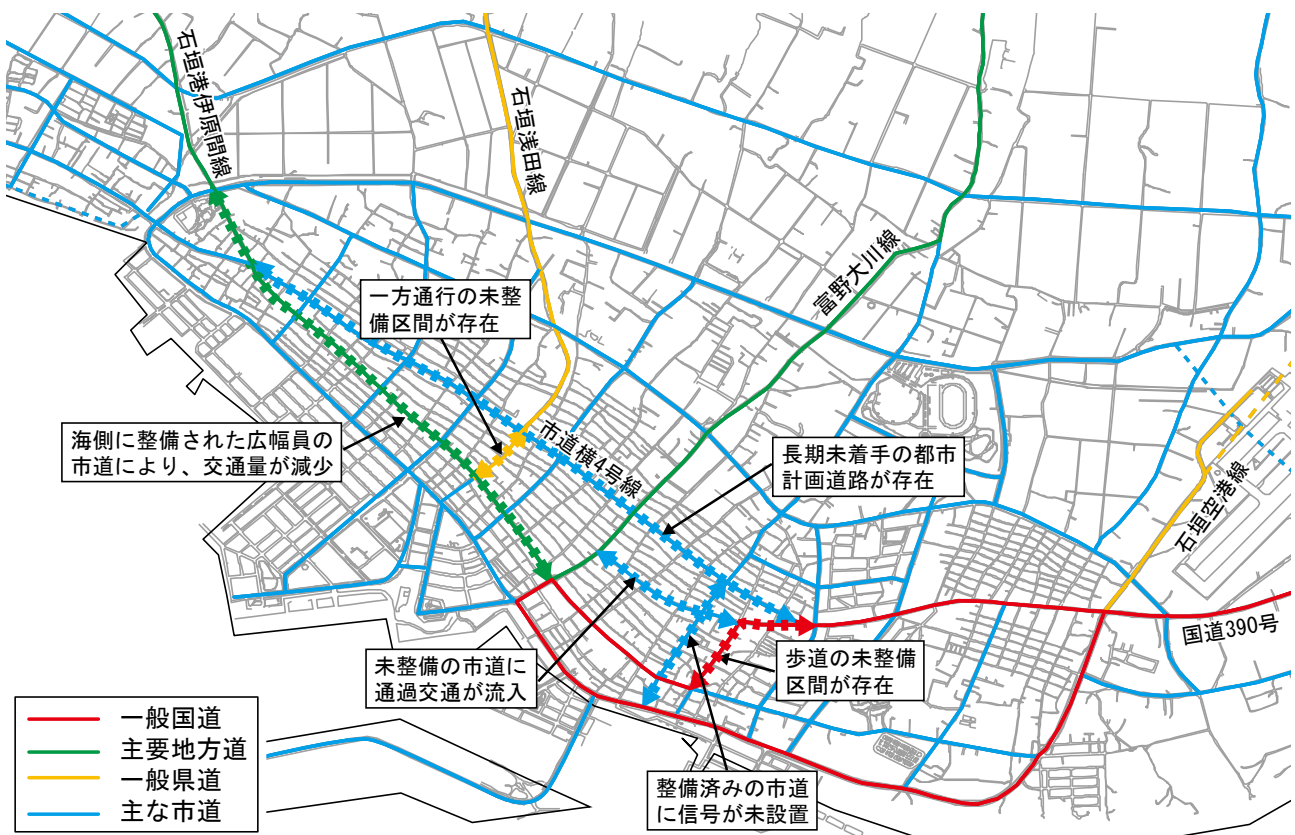 石垣港伊原間線
石垣浅田線
富野大川線
一方通行の未整
備区間が存在
海側に整備された広幅員の
市道により、交通量が減少
市道横4号線
長期未着手の都市
計画道路が存在
石垣空港線
国道390号
未整備の市道に
通過交通が流入
歩道の未整備
区間が存在
整備済みの市道
に信号が未設置
一般国道
主要地方道
一般県道
主な市道